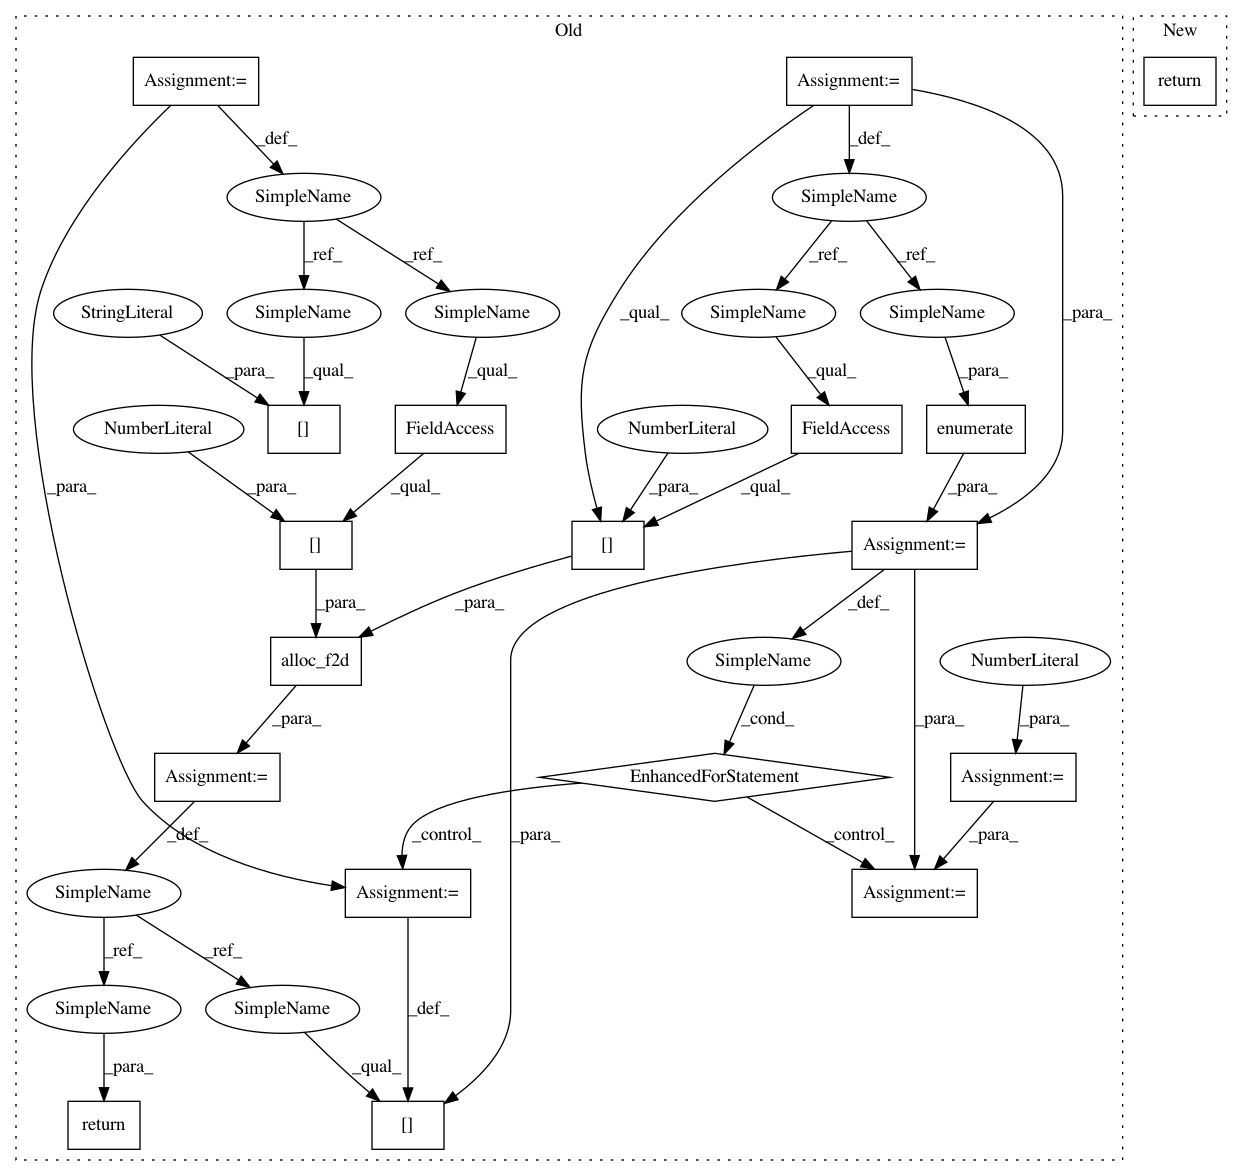 Old
New
Assignment:=
Assignment:=
return
_def_
_def_
SimpleName
SimpleName
_ref_
_ref_
_ref_
_ref_
StringLiteral
SimpleName
SimpleName
_qual_
SimpleName
SimpleName
_para_
_para_
_qual_
_qual_
_qual_
_para_
NumberLiteral
[]
FieldAccess
NumberLiteral
FieldAccess
enumerate
_para_
_para_
_qual_
_para_
_qual_
_para_
[]
[]
Assignment:=
_para_
_para_
_def_
alloc_f2d
SimpleName
NumberLiteral
_para_
_cond_
_para_
_para_
Assignment:=
EnhancedForStatement
Assignment:=
_def_
_control_
_para_
_control_
_para_
SimpleName
Assignment:=
Assignment:=
_ref_
_ref_
SimpleName
SimpleName
_def_
_para_
_qual_
return
[]